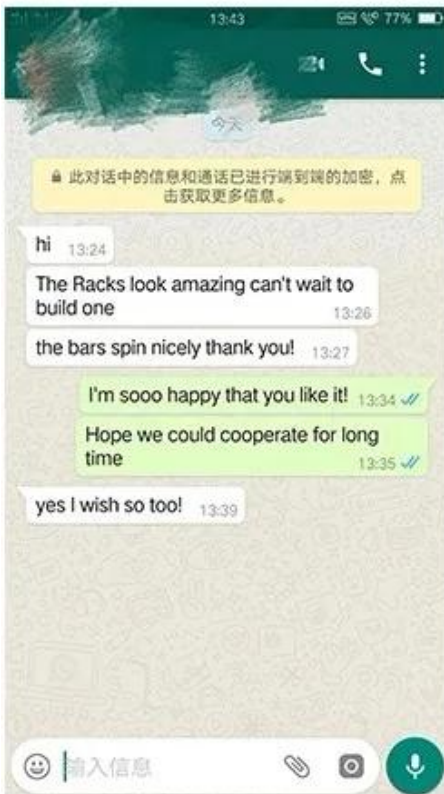 13:43
77%
今天
此对话中的信息和通话已进行端到端的加密，点
击获取更多信息。
hi 13:24
The Racks look amazing can't wait to
build one 13:26
the bars spin nicely thank you! 13:27
I'm sooo happy that you like it! 13:34
Hope we could cooperate for long
time 13:35
yes I wish so too! 13:39
输入信息